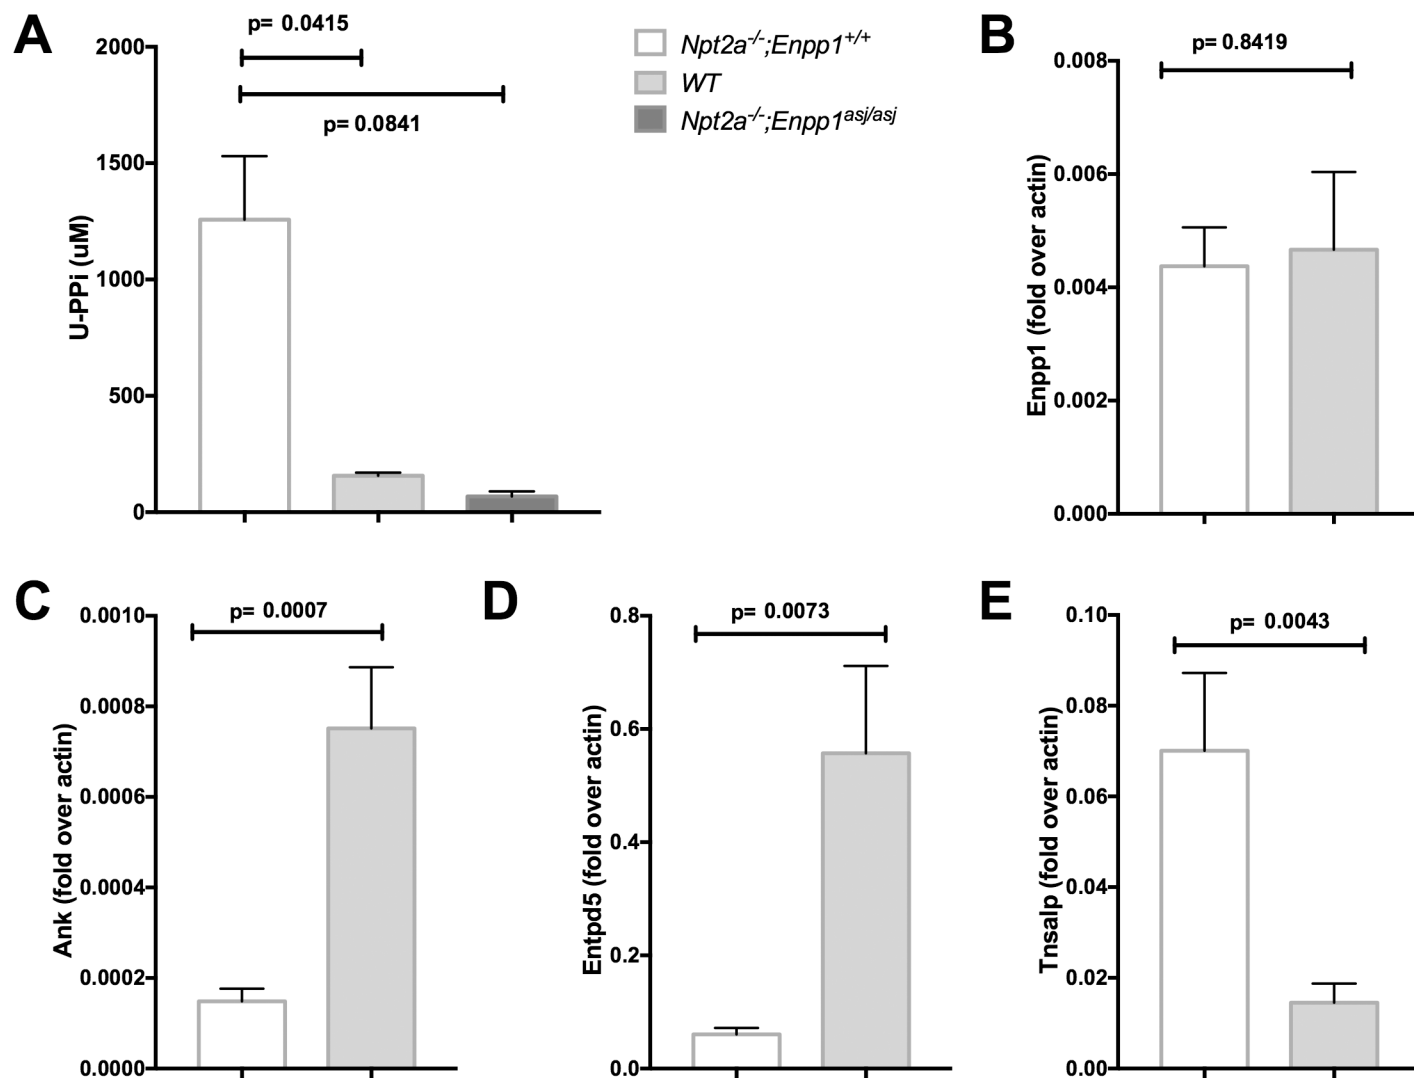 A
p= 0.0415
p= 0.0841
2000
1500
1000
500
0
U-PPi (uM)
Npt2a-/-;Enpp1+/+
WT
Npt2a-/-;Enpp1asj/asj
B
p= 0.8419
0.008
0.006
0.004
0.002
0.000
Enpp1 (fold over actin)
C
p= 0.0007
0.0010
0.0008
0.0006
0.0004
0.0002
0.0000
Ank (fold over actin)
D
p= 0.0073
0.8
0.6
0.4
0.2
0.0
Entpd5 (fold over actin)
E
p= 0.0043
0.10
0.08
0.06
0.04
0.02
0.00
Tnsalp (fold over actin)